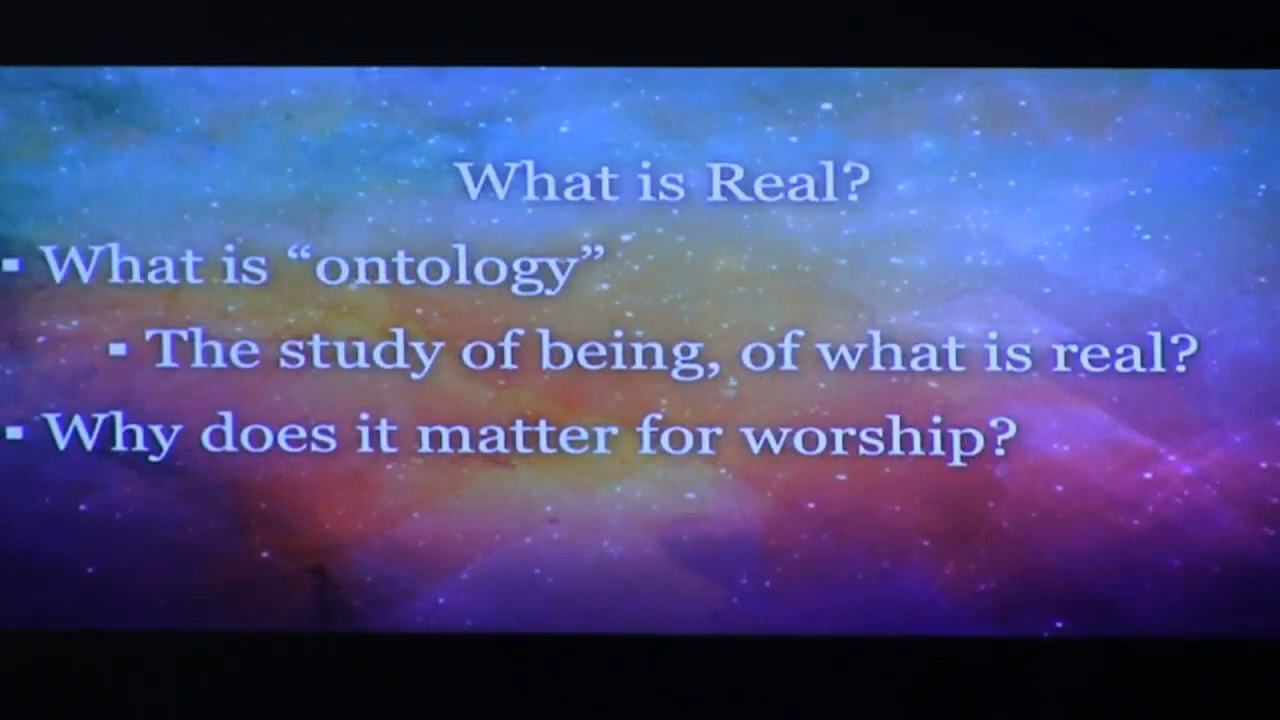 What is Real?
▪ What is “ontology”
▪ The study of being, of what is real?
▪ Why does it matter for worship?